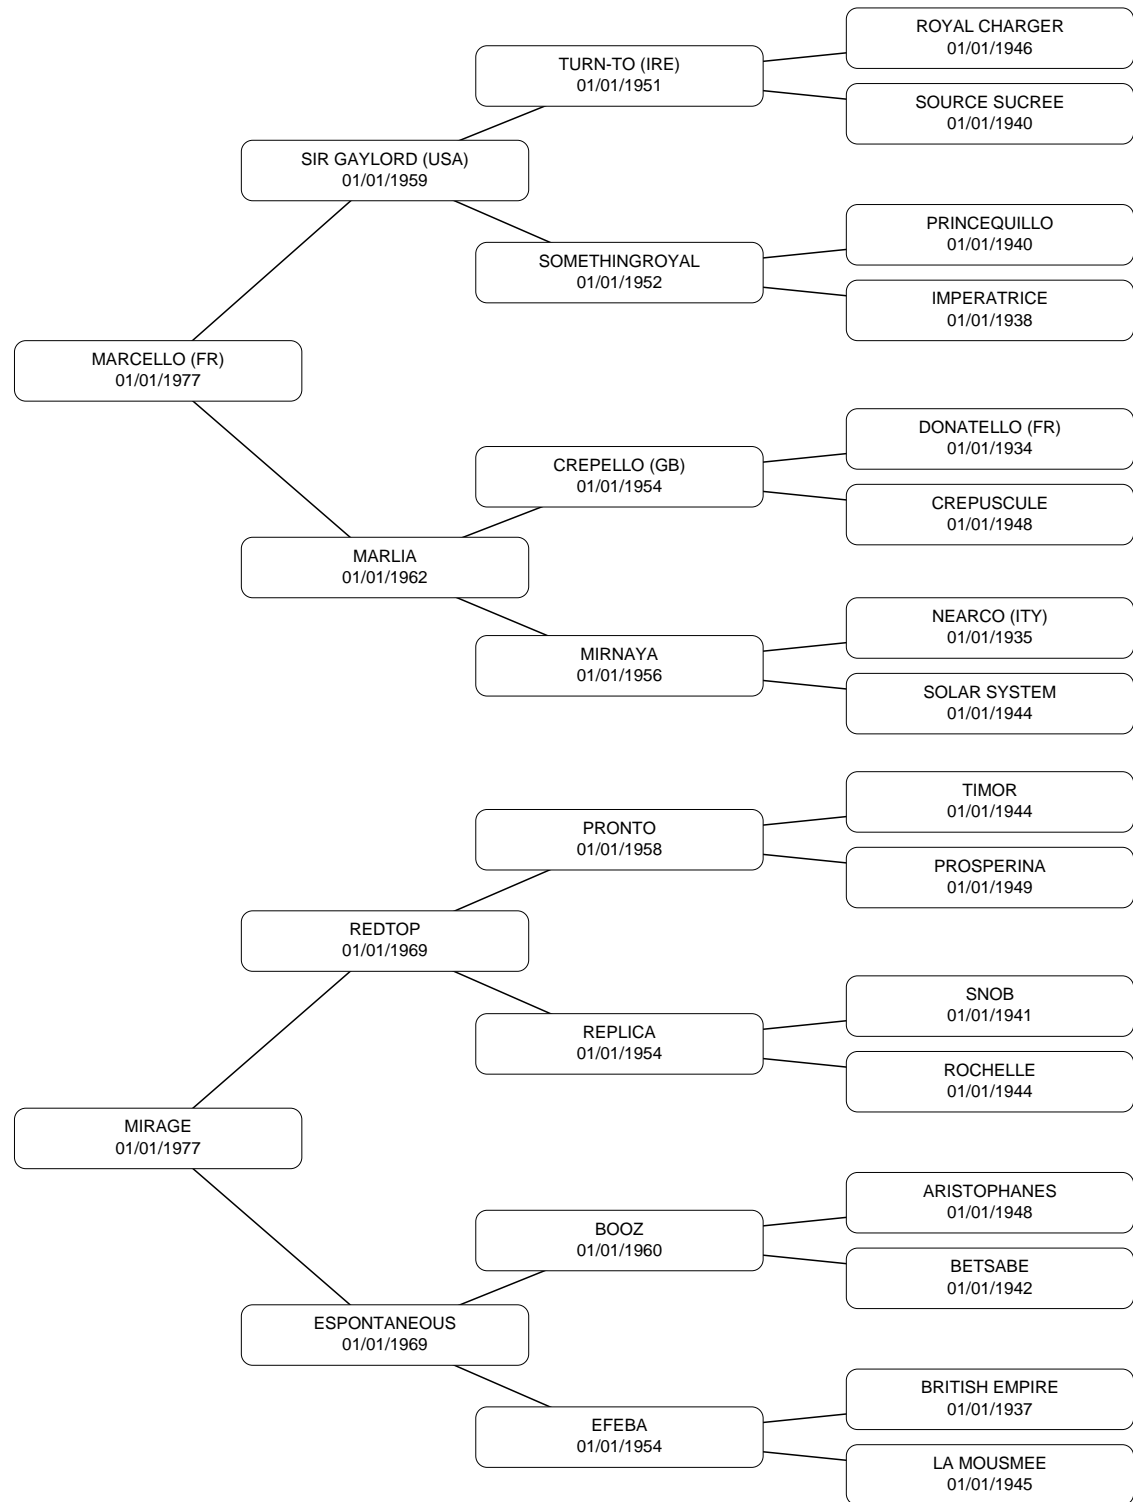 ROYAL CHARGER
01/01/1946
TURN-TO (IRE)
01/01/1951
SOURCE SUCREE
01/01/1940
SIR GAYLORD (USA)
01/01/1959
PRINCEQUILLO
01/01/1940
SOMETHINGROYAL
01/01/1952
IMPERATRICE
01/01/1938
MARCELLO (FR)
01/01/1977
DONATELLO (FR)
01/01/1934
CREPELLO (GB)
01/01/1954
CREPUSCULE
01/01/1948
MARLIA
01/01/1962
NEARCO (ITY)
01/01/1935
MIRNAYA
01/01/1956
SOLAR SYSTEM
01/01/1944
TIMOR
01/01/1944
PRONTO
01/01/1958
PROSPERINA
01/01/1949
REDTOP
01/01/1969
SNOB
01/01/1941
REPLICA
01/01/1954
ROCHELLE
01/01/1944
MIRAGE
01/01/1977
ARISTOPHANES
01/01/1948
BOOZ
01/01/1960
BETSABE
01/01/1942
ESPONTANEOUS
01/01/1969
BRITISH EMPIRE
01/01/1937
EFEBA
01/01/1954
LA MOUSMEE
01/01/1945